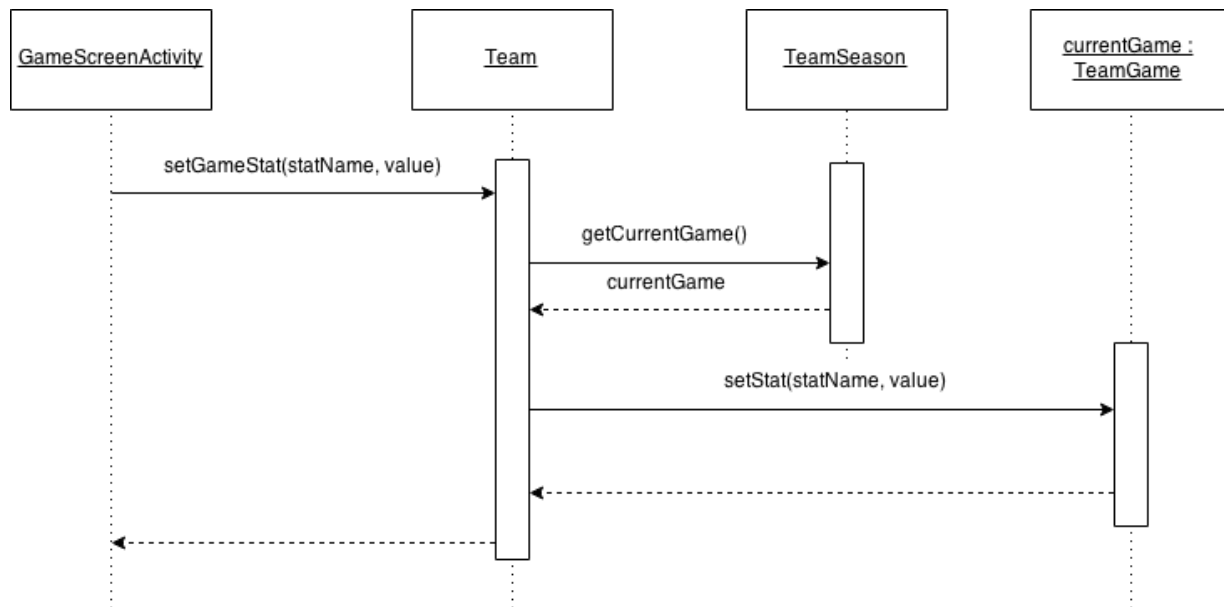 GameScreenActivity
Team
TeamSeason
currentGame :
TeamGame
setGameStat(statName, value)
getCurrentGame()
currentGame
setStat(statName, value)